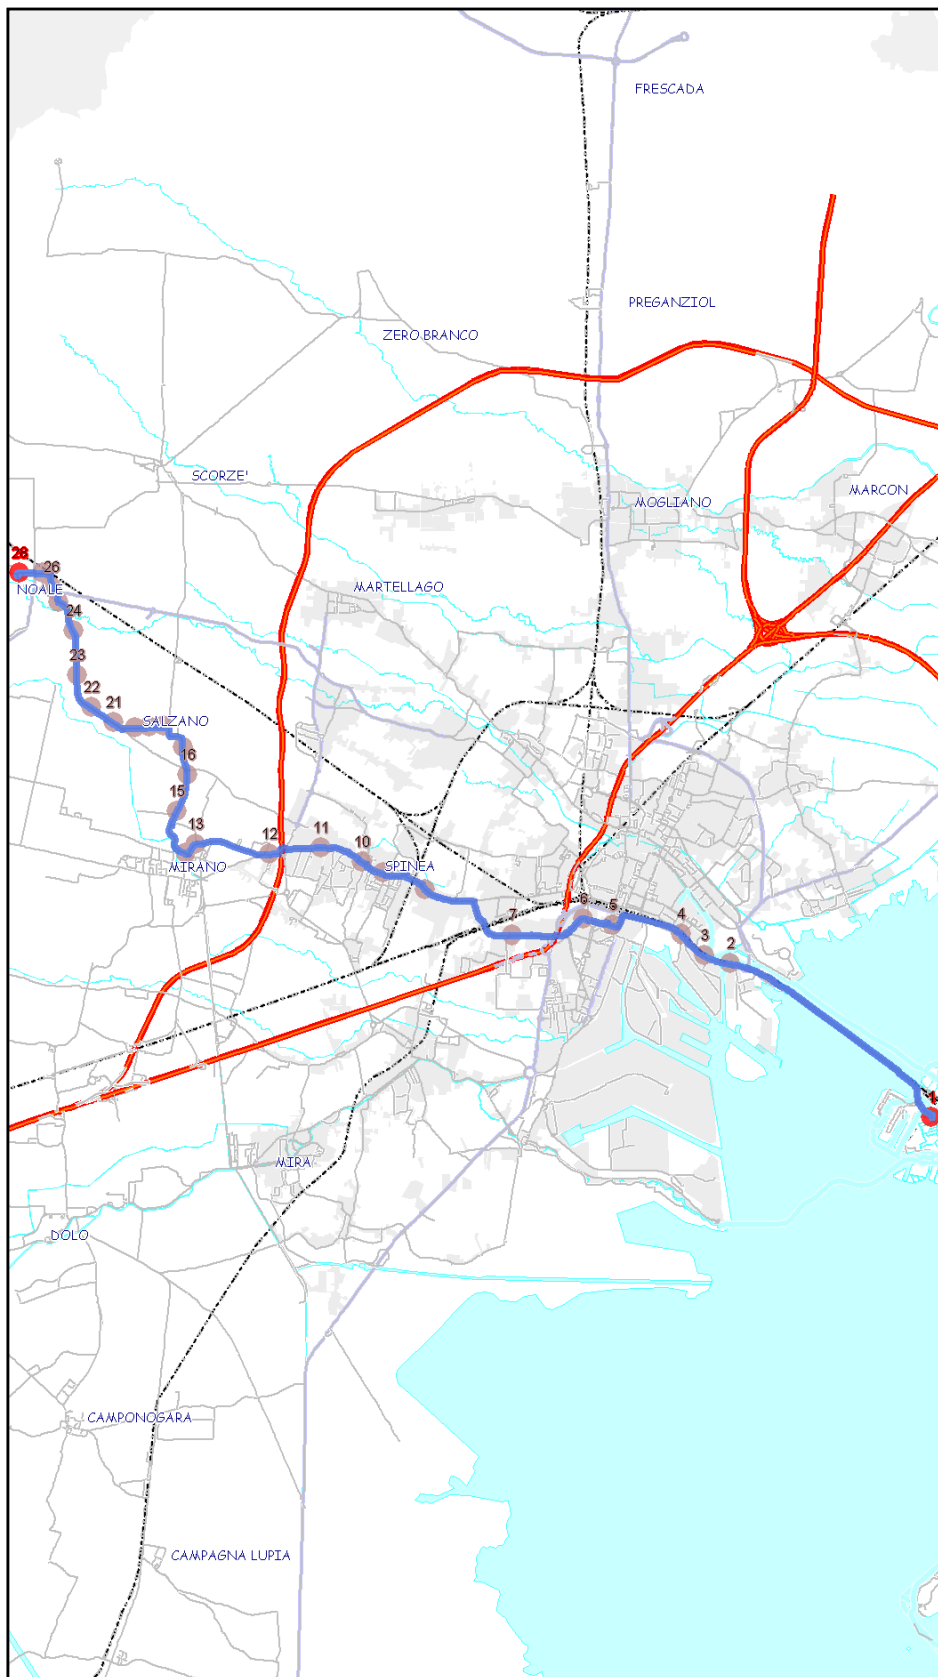 FRESCADA
PREGANZIOL
ZERO BRANCO
SCORZE'
MARCON
MOGLIANO
28
26
NOALE
MARTELLAGO
24
23
22
21
SALZANO
16
15
13
12
11
10
MIRANO
SPINEA
7
6
5
4
3
2
1
MIRA
DOLO
CAMPONOGARA
CAMPAGNA LUPIA